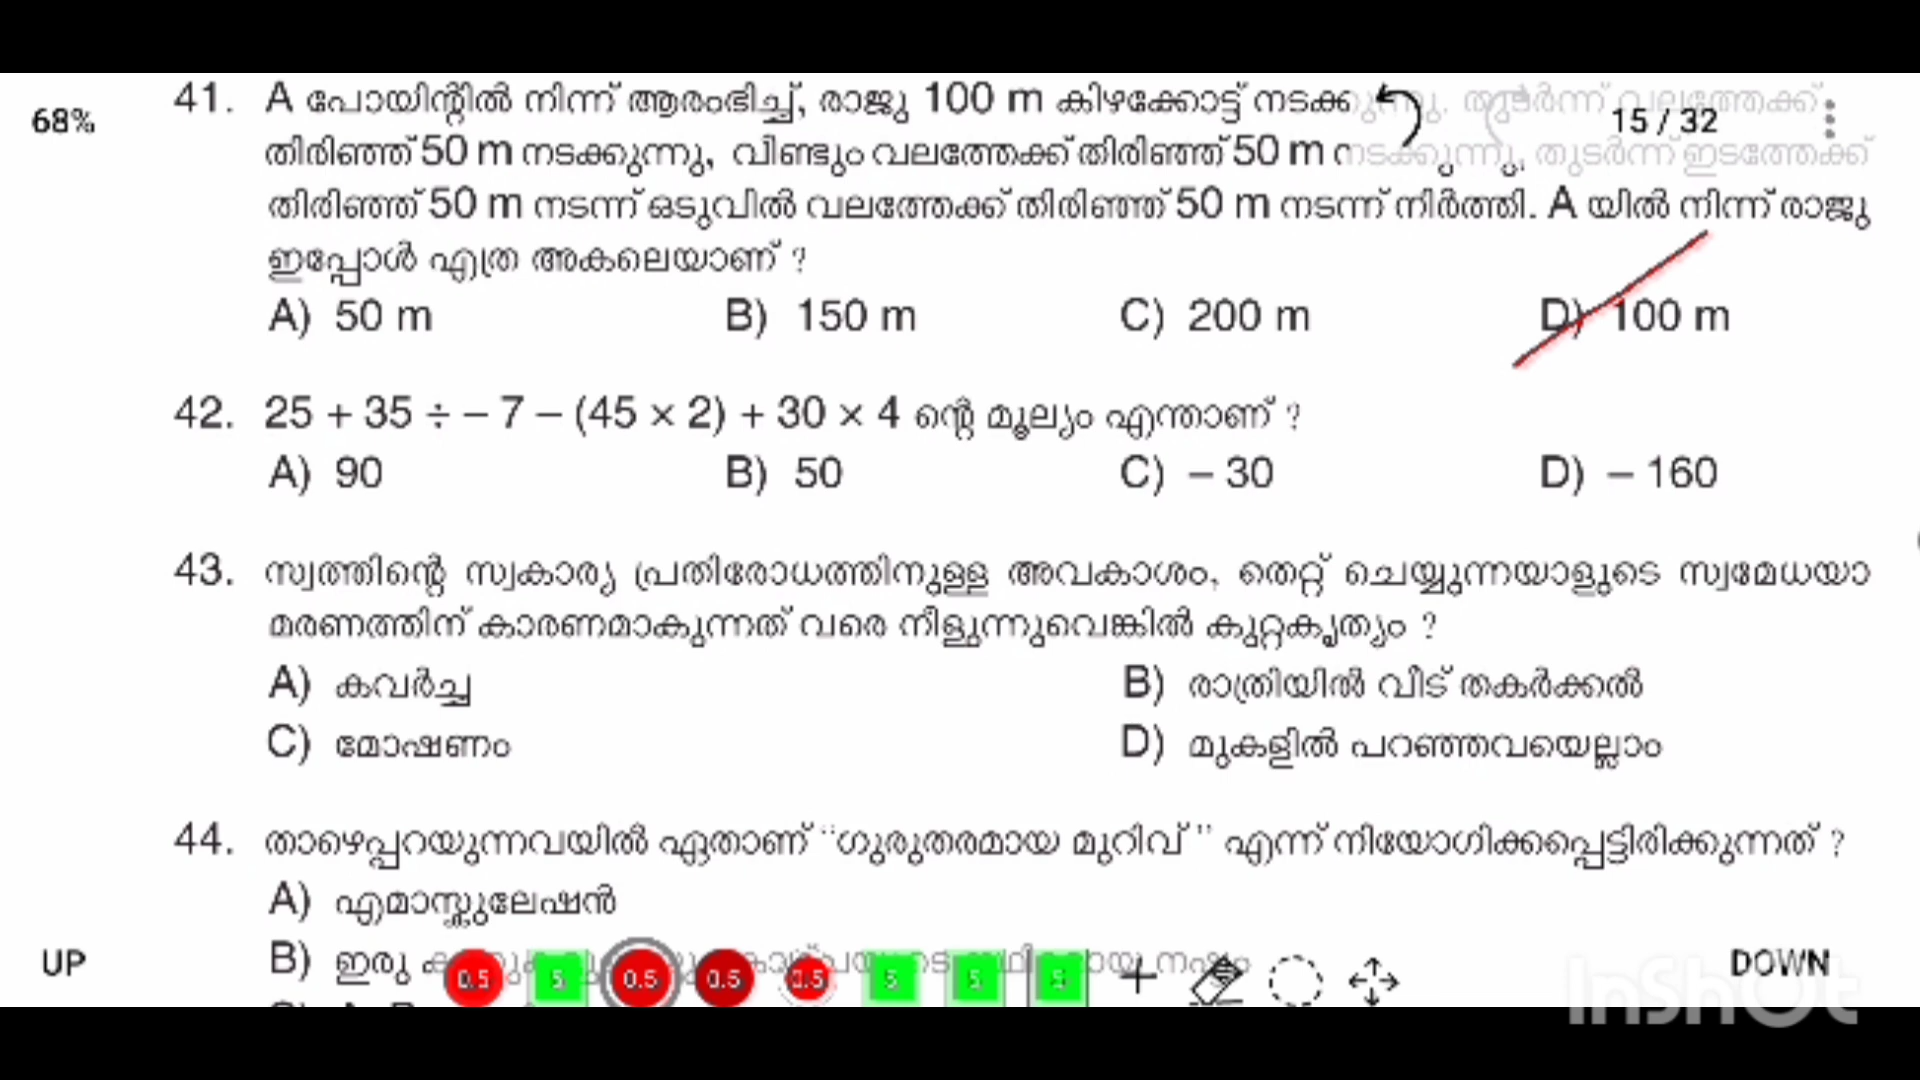 68%
15 / 32
41. A പോയിന്റിൽ നിന്ന് ആരംഭിച്ച്, രാജു 100 m കിഴക്കോട്ട് നടക്കുന്നു. തുടർന്ന് വലത്തേക്ക്
തിരിഞ്ഞ് 50 m നടക്കുന്നു, വീണ്ടും വലത്തേക്ക് തിരിഞ്ഞ് 50 m നടക്കുന്നു, തുടർന്ന് ഇടത്തേക്ക്
തിരിഞ്ഞ് 50 m നടന്ന് ഒടുവിൽ വലത്തേക്ക് തിരിഞ്ഞ് 50 m നടന്ന് നിർത്തി. A യിൽ നിന്ന് രാജു
ഇപ്പോൾ എത്ര അകലെയാണ് ?
A) 50 m B) 150 m C) 200 m D) 100 m
42. 25 + 35 ÷ – 7 – (45 × 2) + 30 × 4 ന്റെ മൂല്യം എന്താണ് ?
A) 90 B) 50 C) – 30 D) – 160
43. സ്വത്തിന്റെ സ്വകാര്യ പ്രതിരോധത്തിനുള്ള അവകാശം, തെറ്റ് ചെയ്യുന്നയാളുടെ സ്വമേധയാ
മരണത്തിന് കാരണമാകുന്നത് വരെ നീളുന്നുവെങ്കിൽ കുറ്റകൃത്യം ?
A) കവർച്ച B) രാത്രിയിൽ വീട് തകർക്കൽ
C) മോഷണം D) മുകളിൽ പറഞ്ഞവയെല്ലാം
44. താഴെപ്പറയുന്നവയിൽ ഏതാണ് "ഗുരുതരമായ മുറിവ് " എന്ന് നിയോഗിക്കപ്പെട്ടിരിക്കുന്നത് ?
A) എമാസ്കുലേഷൻ
B) ഇരു നഷ്ടം
UP 0.5 5 0.5 0.5 0.5 5 5 5 DOWN
InShOt